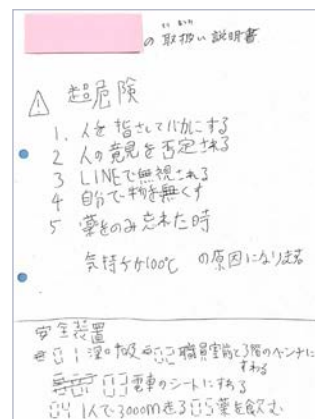 の取扱い説明書
⚠ 超危険
1. 人を指さしてバカにする
2 人の意見を否定される
3 LINEで無視される
4 自分で物を無くす
5 薬をのみ忘れた時
気持ちが100℃ の原因になります
安全装置
01 深呼吸 02 職員室前と3階のベンチに
すわる
03 電車のシートにすわる
04 1人で3000m走る 05 薬を飲む